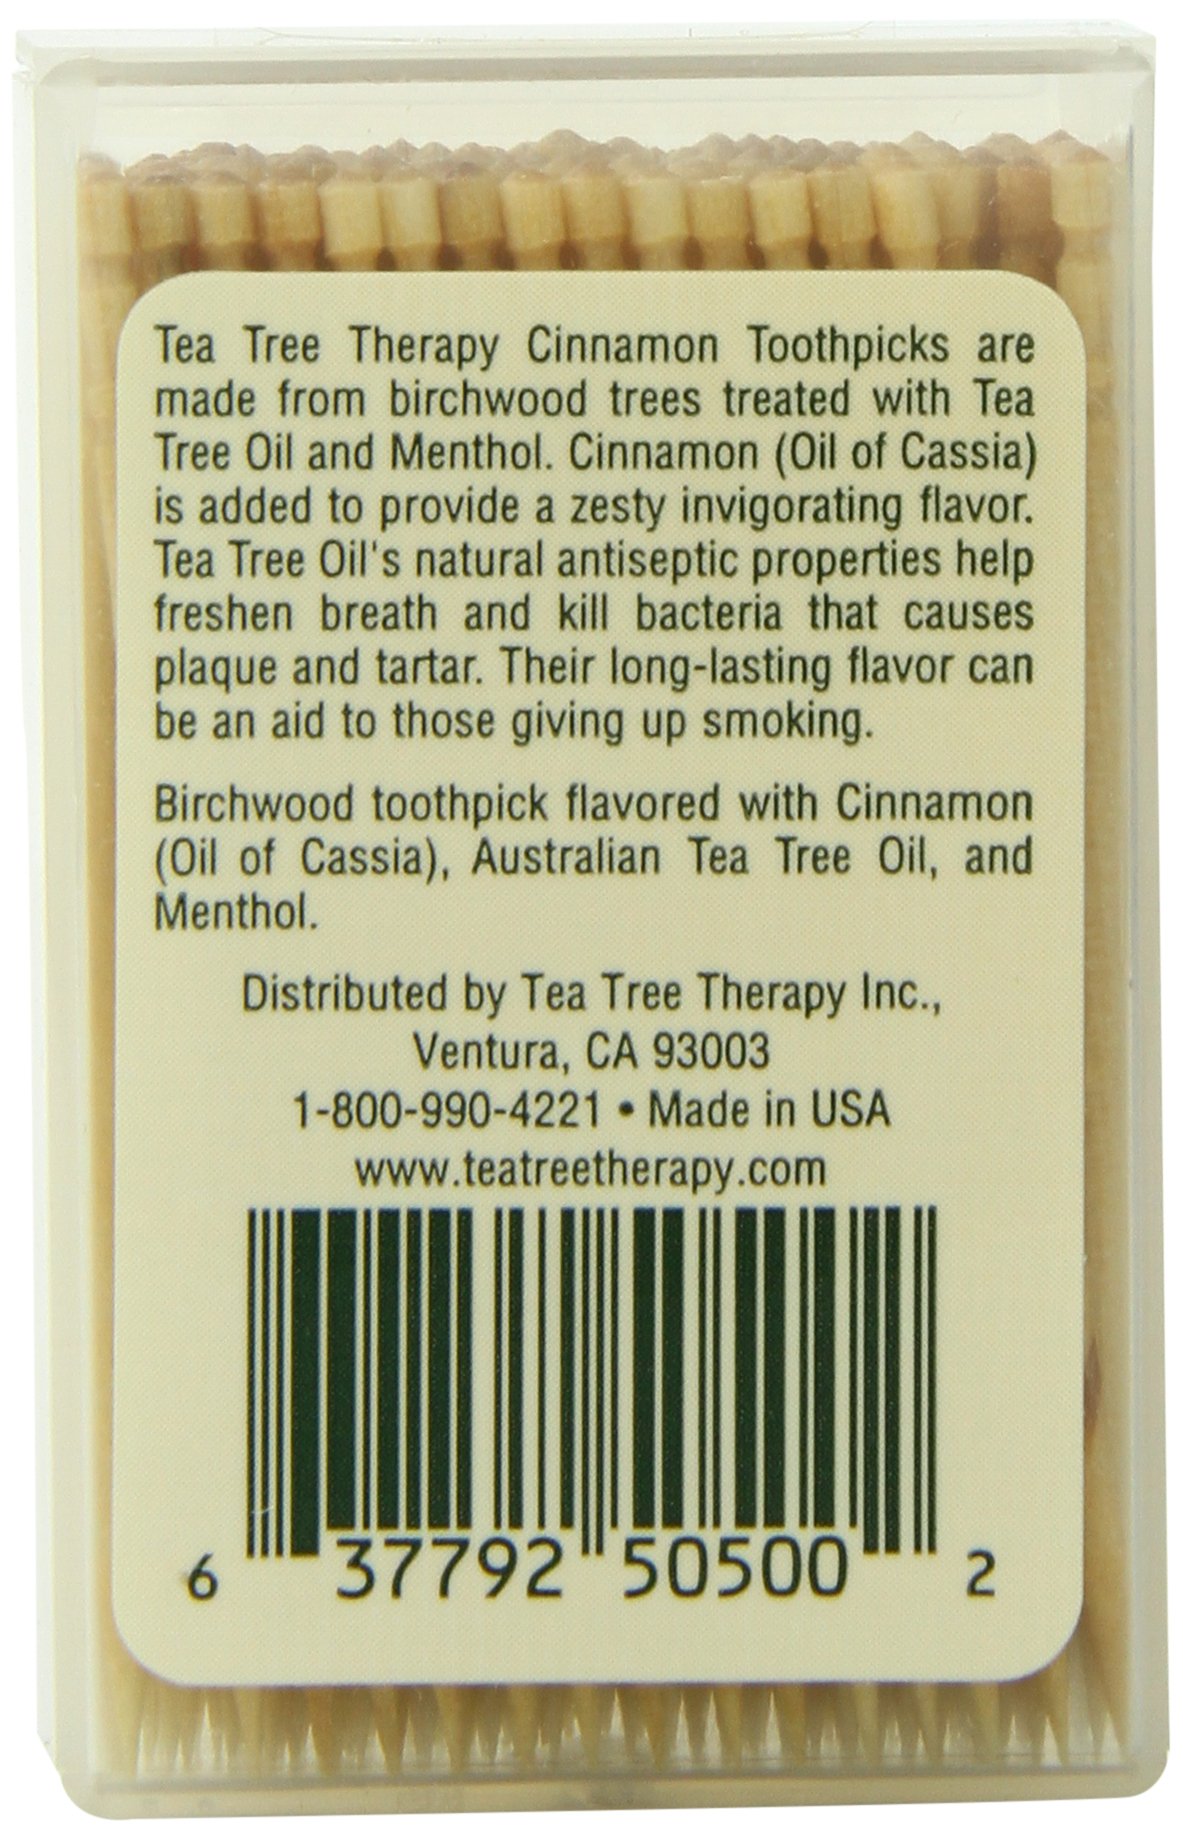 Tea Tree Therapy Cinnamon Toothpicks are
made from birchwood trees treated with Tea
Tree Oil and Menthol. Cinnamon (Oil of Cassia)
is added to provide a zesty invigorating flavor.
Tea Tree Oil's natural antiseptic properties help
freshen breath and kill bacteria that causes
plaque and tartar. Their long-lasting flavor can
be an aid to those giving up smoking.
Birchwood toothpick flavored with Cinnamon
(Oil of Cassia), Australian Tea Tree Oil, and
Menthol.
Distributed by Tea Tree Therapy Inc.,
Ventura, CA 93003
1-800-990-4221 • Made in USA
www.teatreetherapy.com
6 37792 50500 2